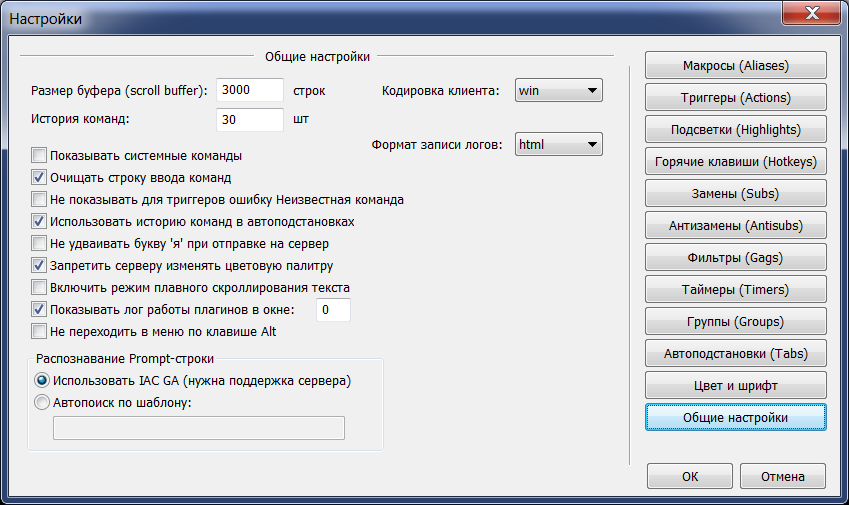 Настройки
Общие настройки
Размер буфера (scroll buffer): 3000 строк
Кодировка клиента: win
История команд: 30 шт
Формат записи логов: html
Показывать системные команды
Очищать строку ввода команд
Не показывать для триггеров ошибку Неизвестная команда
Использовать историю команд в автоподстановках
Не удваивать букву 'я' при отправке на сервер
Запретить серверу изменять цветовую палитру
Включить режим плавного скроллирования текста
Показывать лог работы плагинов в окне: 0
Не переходить в меню по клавише Alt
Распознавание Prompt-строки
Использовать IAC GA (нужна поддержка сервера)
Автопоиск по шаблону:
Макросы (Aliases)
Триггеры (Actions)
Подсветки (Highlights)
Горячие клавиши (Hotkeys)
Замены (Subs)
Антизамены (Antisubs)
Фильтры (Gags)
Таймеры (Timers)
Группы (Groups)
Автоподстановки (Tabs)
Цвет и шрифт
Общие настройки
OK
Отмена